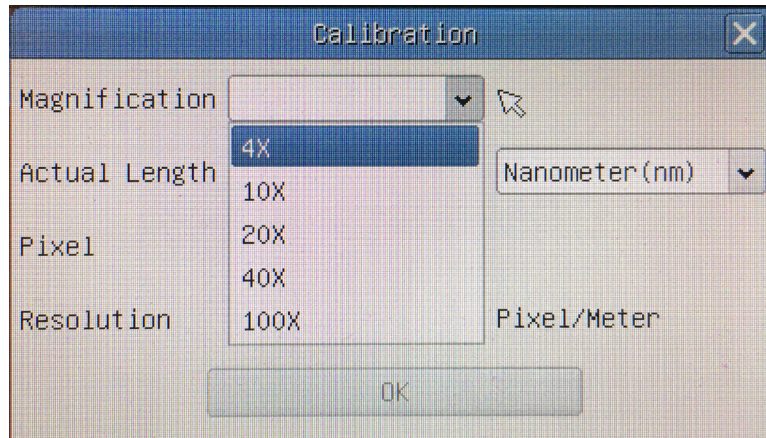 Calibration
Magnification
4X
Actual Length
Nanometer(nm)
10X
Pixel
20X
40X
Resolution
100X
Pixel/Meter
OK